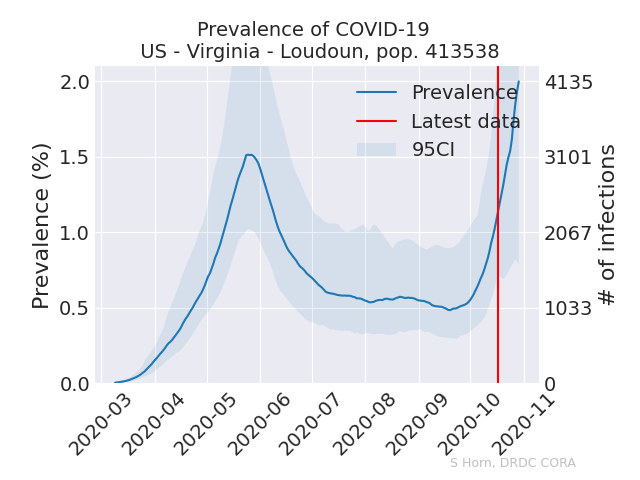 Prevalence of COVID-19
US - Virginia - Loudoun, pop. 413538
Prevalence
Latest data
95CI
Prevalence (%)
2.0
1.5
1.0
0.5
0.0
# of infections
4135
3101
2067
1033
0
2020-03
2020-04
2020-05
2020-06
2020-07
2020-08
2020-09
2020-10
2020-11
S Horn, DRDC CORA